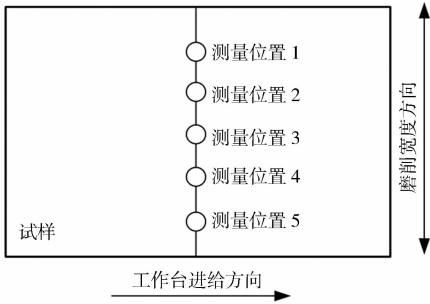 测量位置 1
测量位置 2
测量位置 3
测量位置 4
测量位置 5
试样
磨削宽度方向
工作台进给方向